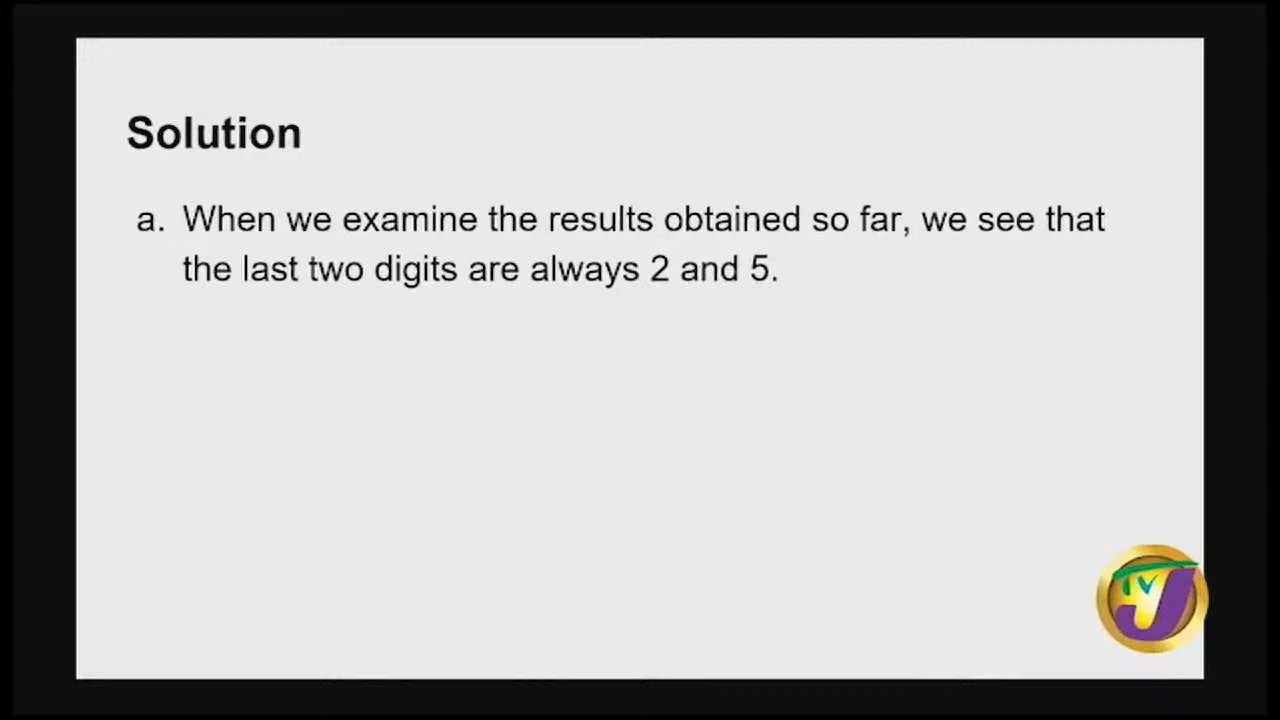 Solution
a. When we examine the results obtained so far, we see that
the last two digits are always 2 and 5.
TVJ